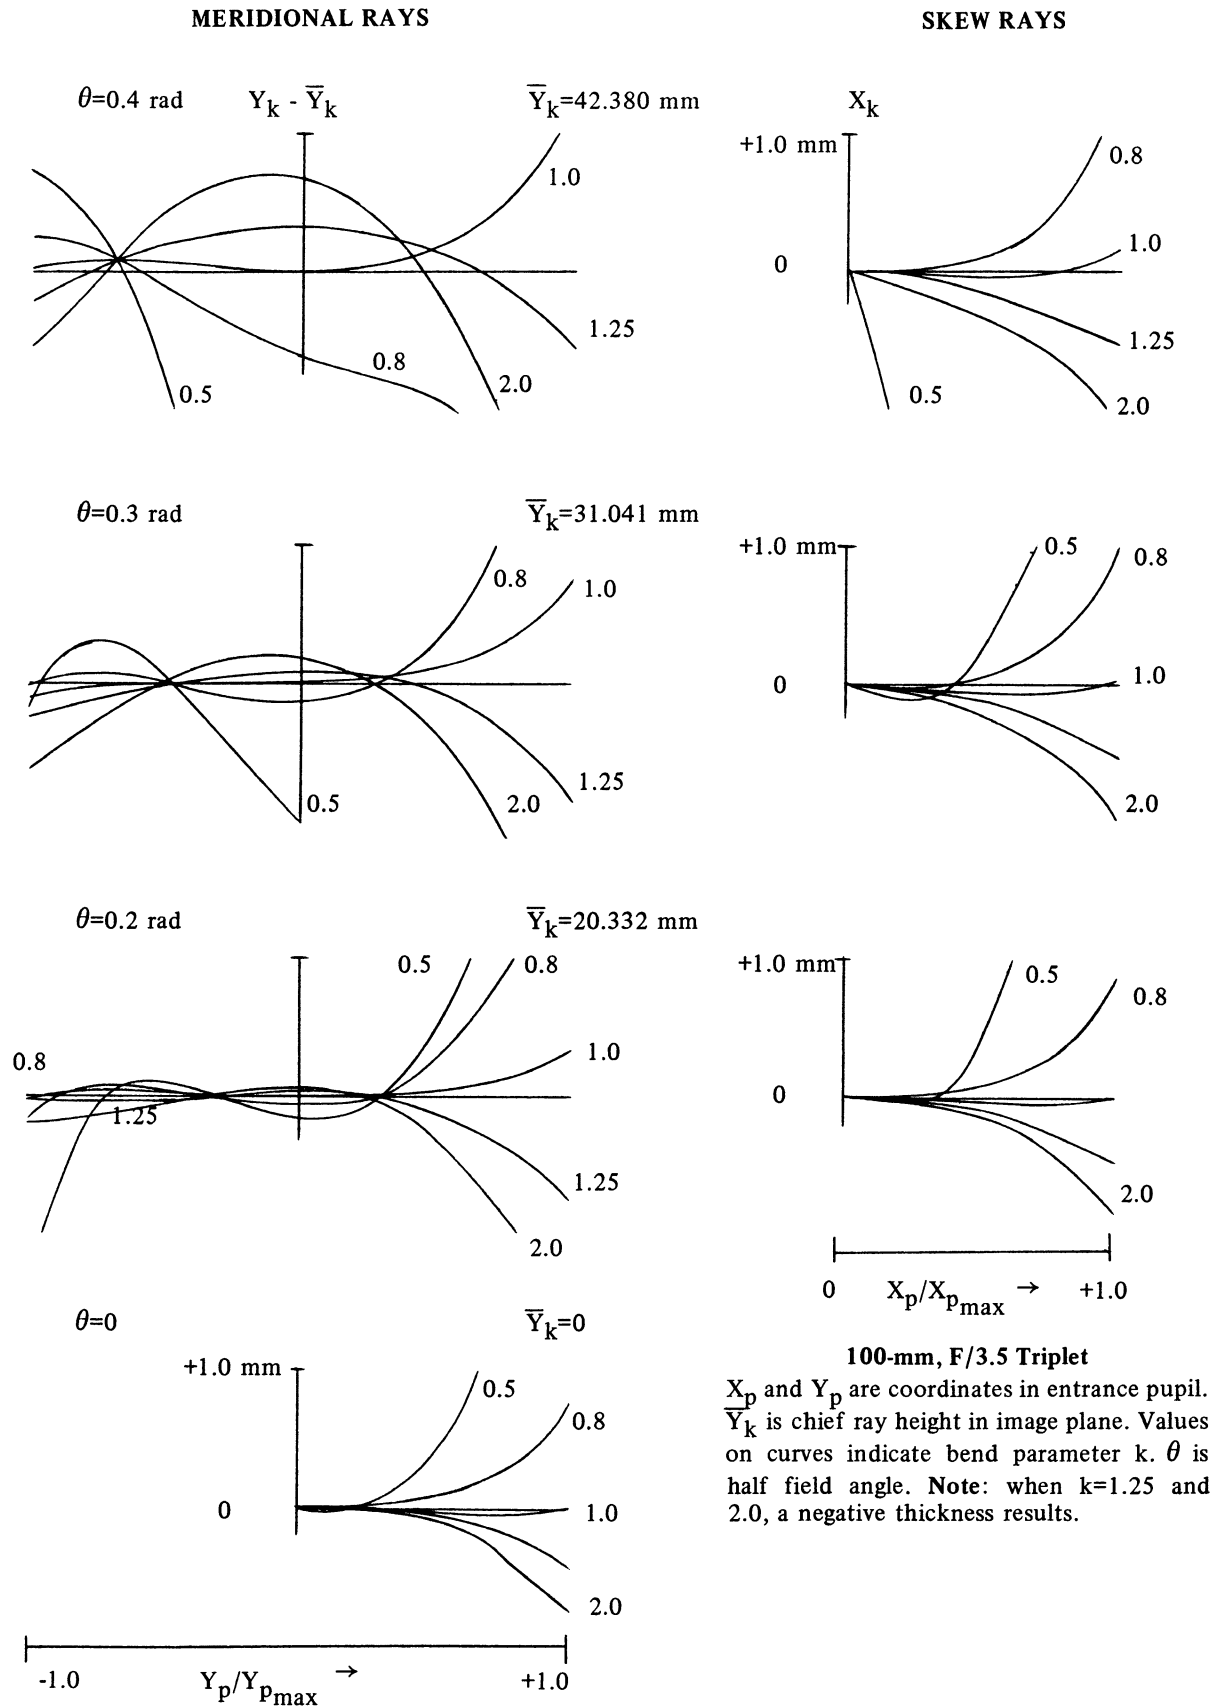 MERIDIONAL RAYS
SKEW RAYS
θ=0.4 rad
Y_k - Ȳ_k
Ȳ_k=42.380 mm
1.0
1.25
0.8
2.0
0.5
X_k
+1.0 mm
0
0.8
1.0
1.25
2.0
0.5
θ=0.3 rad
Ȳ_k=31.041 mm
0.8
1.0
1.25
2.0
0.5
+1.0 mm
0
0.5
0.8
1.0
2.0
θ=0.2 rad
Ȳ_k=20.332 mm
0.5
0.8
1.0
0.8
1.25
1.25
2.0
+1.0 mm
0
0.5
0.8
2.0
0
X_p/X_p_max →
+1.0
θ=0
Ȳ_k=0
+1.0 mm
0
0.5
0.8
1.0
2.0
-1.0
Y_p/Y_p_max →
+1.0
100-mm, F/3.5 Triplet
X_p and Y_p are coordinates in entrance pupil.
Ȳ_k is chief ray height in image plane. Values
on curves indicate bend parameter k. θ is
half field angle. Note: when k=1.25 and
2.0, a negative thickness results.